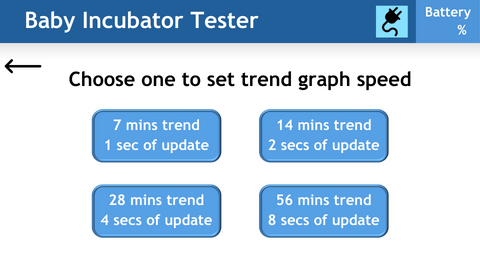 Baby Incubator Tester
Battery
%
Choose one to set trend graph speed
7 mins trend
1 sec of update
14 mins trend
2 secs of update
28 mins trend
4 secs of update
56 mins trend
8 secs of update